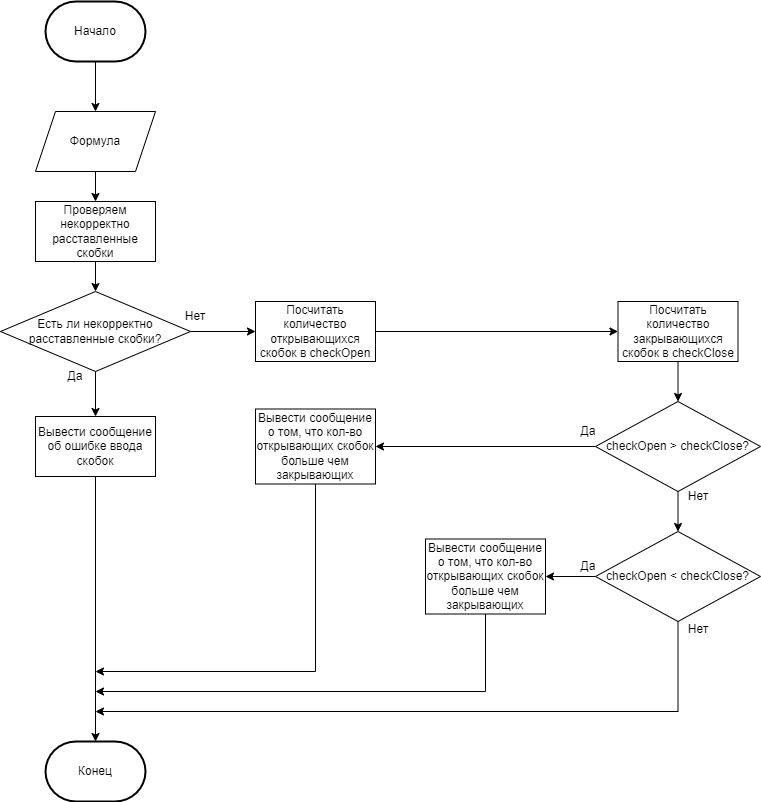 Начало
Формула
Проверяем
некорректно
расставленные
скобки
Есть ли некорректно
расставленные скобки?
Нет
Посчитать
количество
открывающихся
скобок в checkOpen
Посчитать
количество
закрывающихся
скобок в checkClose
Да
Вывести сообщение
об ошибке ввода
скобок
Вывести сообщение
о том, что кол-во
открывающих скобок
больше чем
закрывающих
Да
checkOpen > checkClose?
Нет
Вывести сообщение
о том, что кол-во
открывающих скобок
больше чем
закрывающих
Да
checkOpen < checkClose?
Нет
Конец